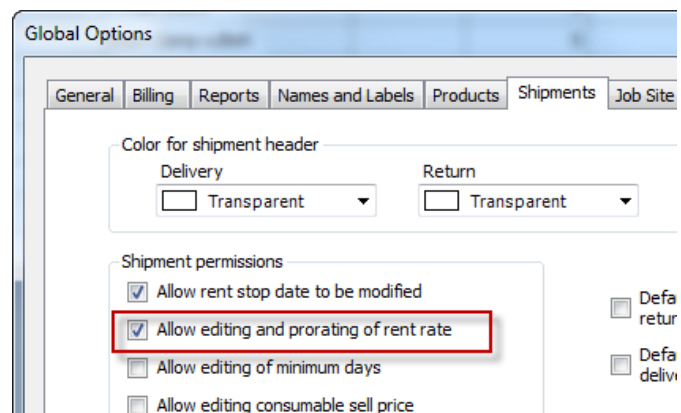 Global Options
General Billing Reports Names and Labels Products Shipments Job Site
Color for shipment header
Delivery Return
Transparent Transparent
Shipment permissions
Allow rent stop date to be modified
Allow editing and prorating of rent rate
Allow editing of minimum days
Allow editing consumable sell price